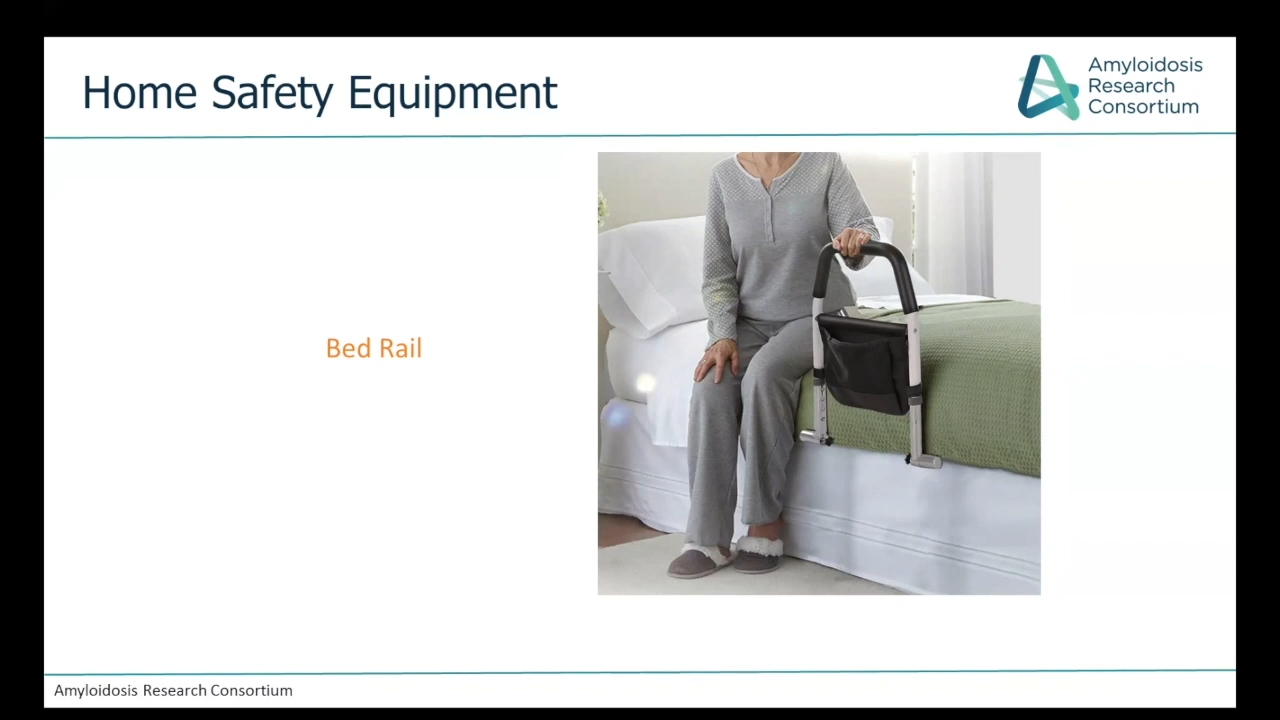 Home Safety Equipment
Amyloidosis
Research
Consortium
Bed Rail
Amyloidosis Research Consortium